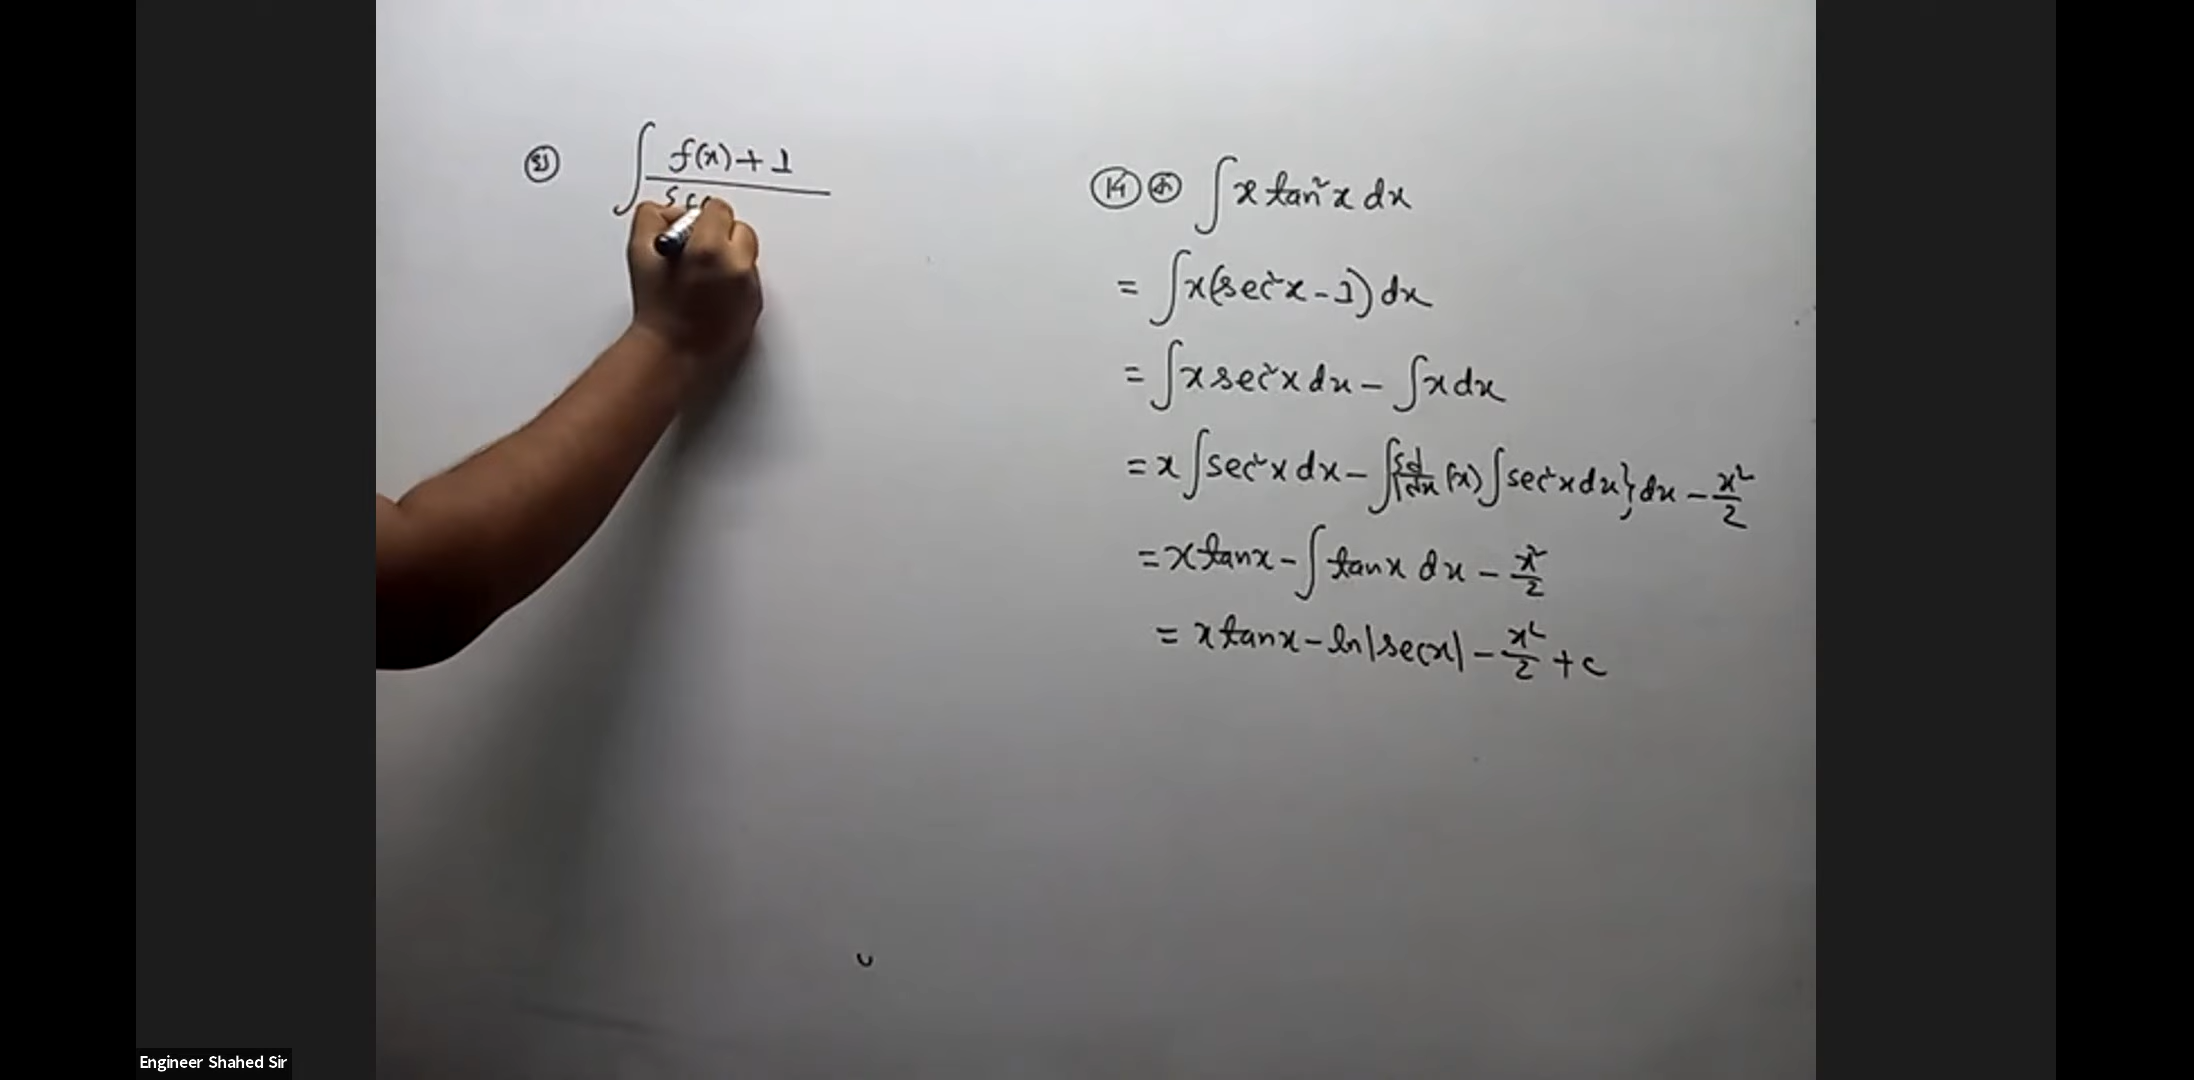 ∫ f(x)+1
14 ∫ x tan²x dx
= ∫ x(sec²x - 1) dx
= ∫ x sec²x dx - ∫ x dx
= x ∫ sec²x dx - ∫{d/dx (x) ∫ sec²x dx} dx - x²/2
= x tanx - ∫ tanx dx - x²/2
= x tanx - ln|secx| - x²/2 + c
Engineer Shahed Sir